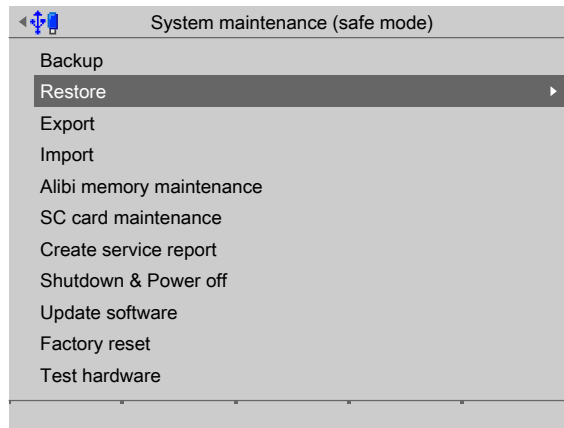 System maintenance (safe mode)
Backup
Restore
Export
Import
Alibi memory maintenance
SC card maintenance
Create service report
Shutdown & Power off
Update software
Factory reset
Test hardware